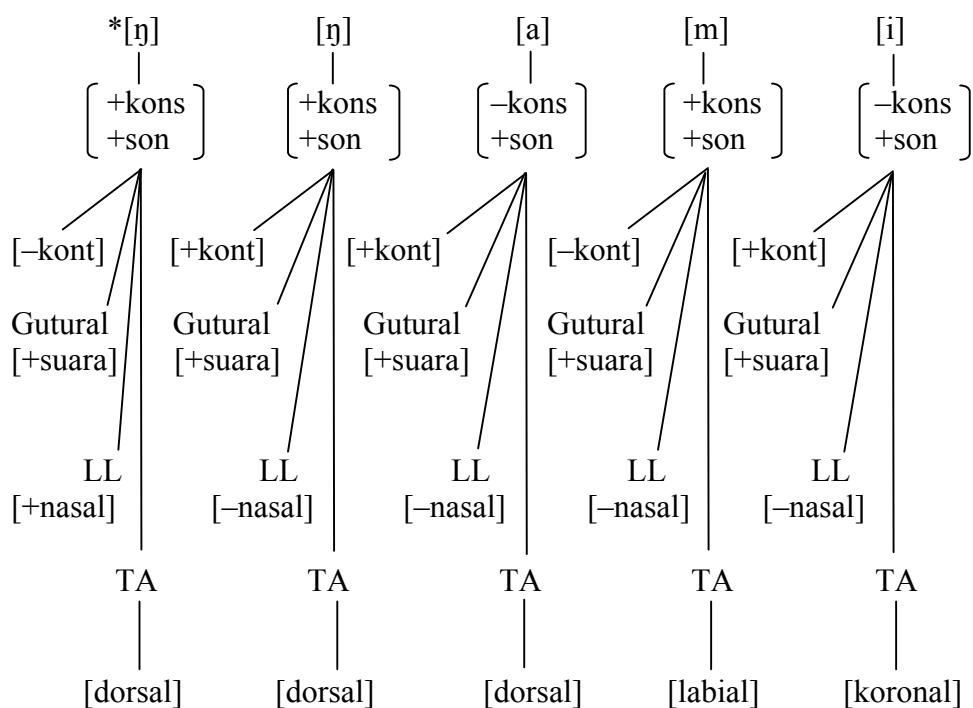 *[ŋ] [ŋ] [a] [m] [i]
+kons +kons –kons +kons –kons
+son +son +son +son +son
[–kont] [+kont] [+kont] [–kont] [+kont]
Gutural Gutural Gutural Gutural Gutural
[+suara] [+suara] [+suara] [+suara] [+suara]
LL LL LL LL LL
[+nasal] [–nasal] [–nasal] [–nasal] [–nasal]
TA TA TA TA TA
[dorsal] [dorsal] [dorsal] [labial] [koronal]